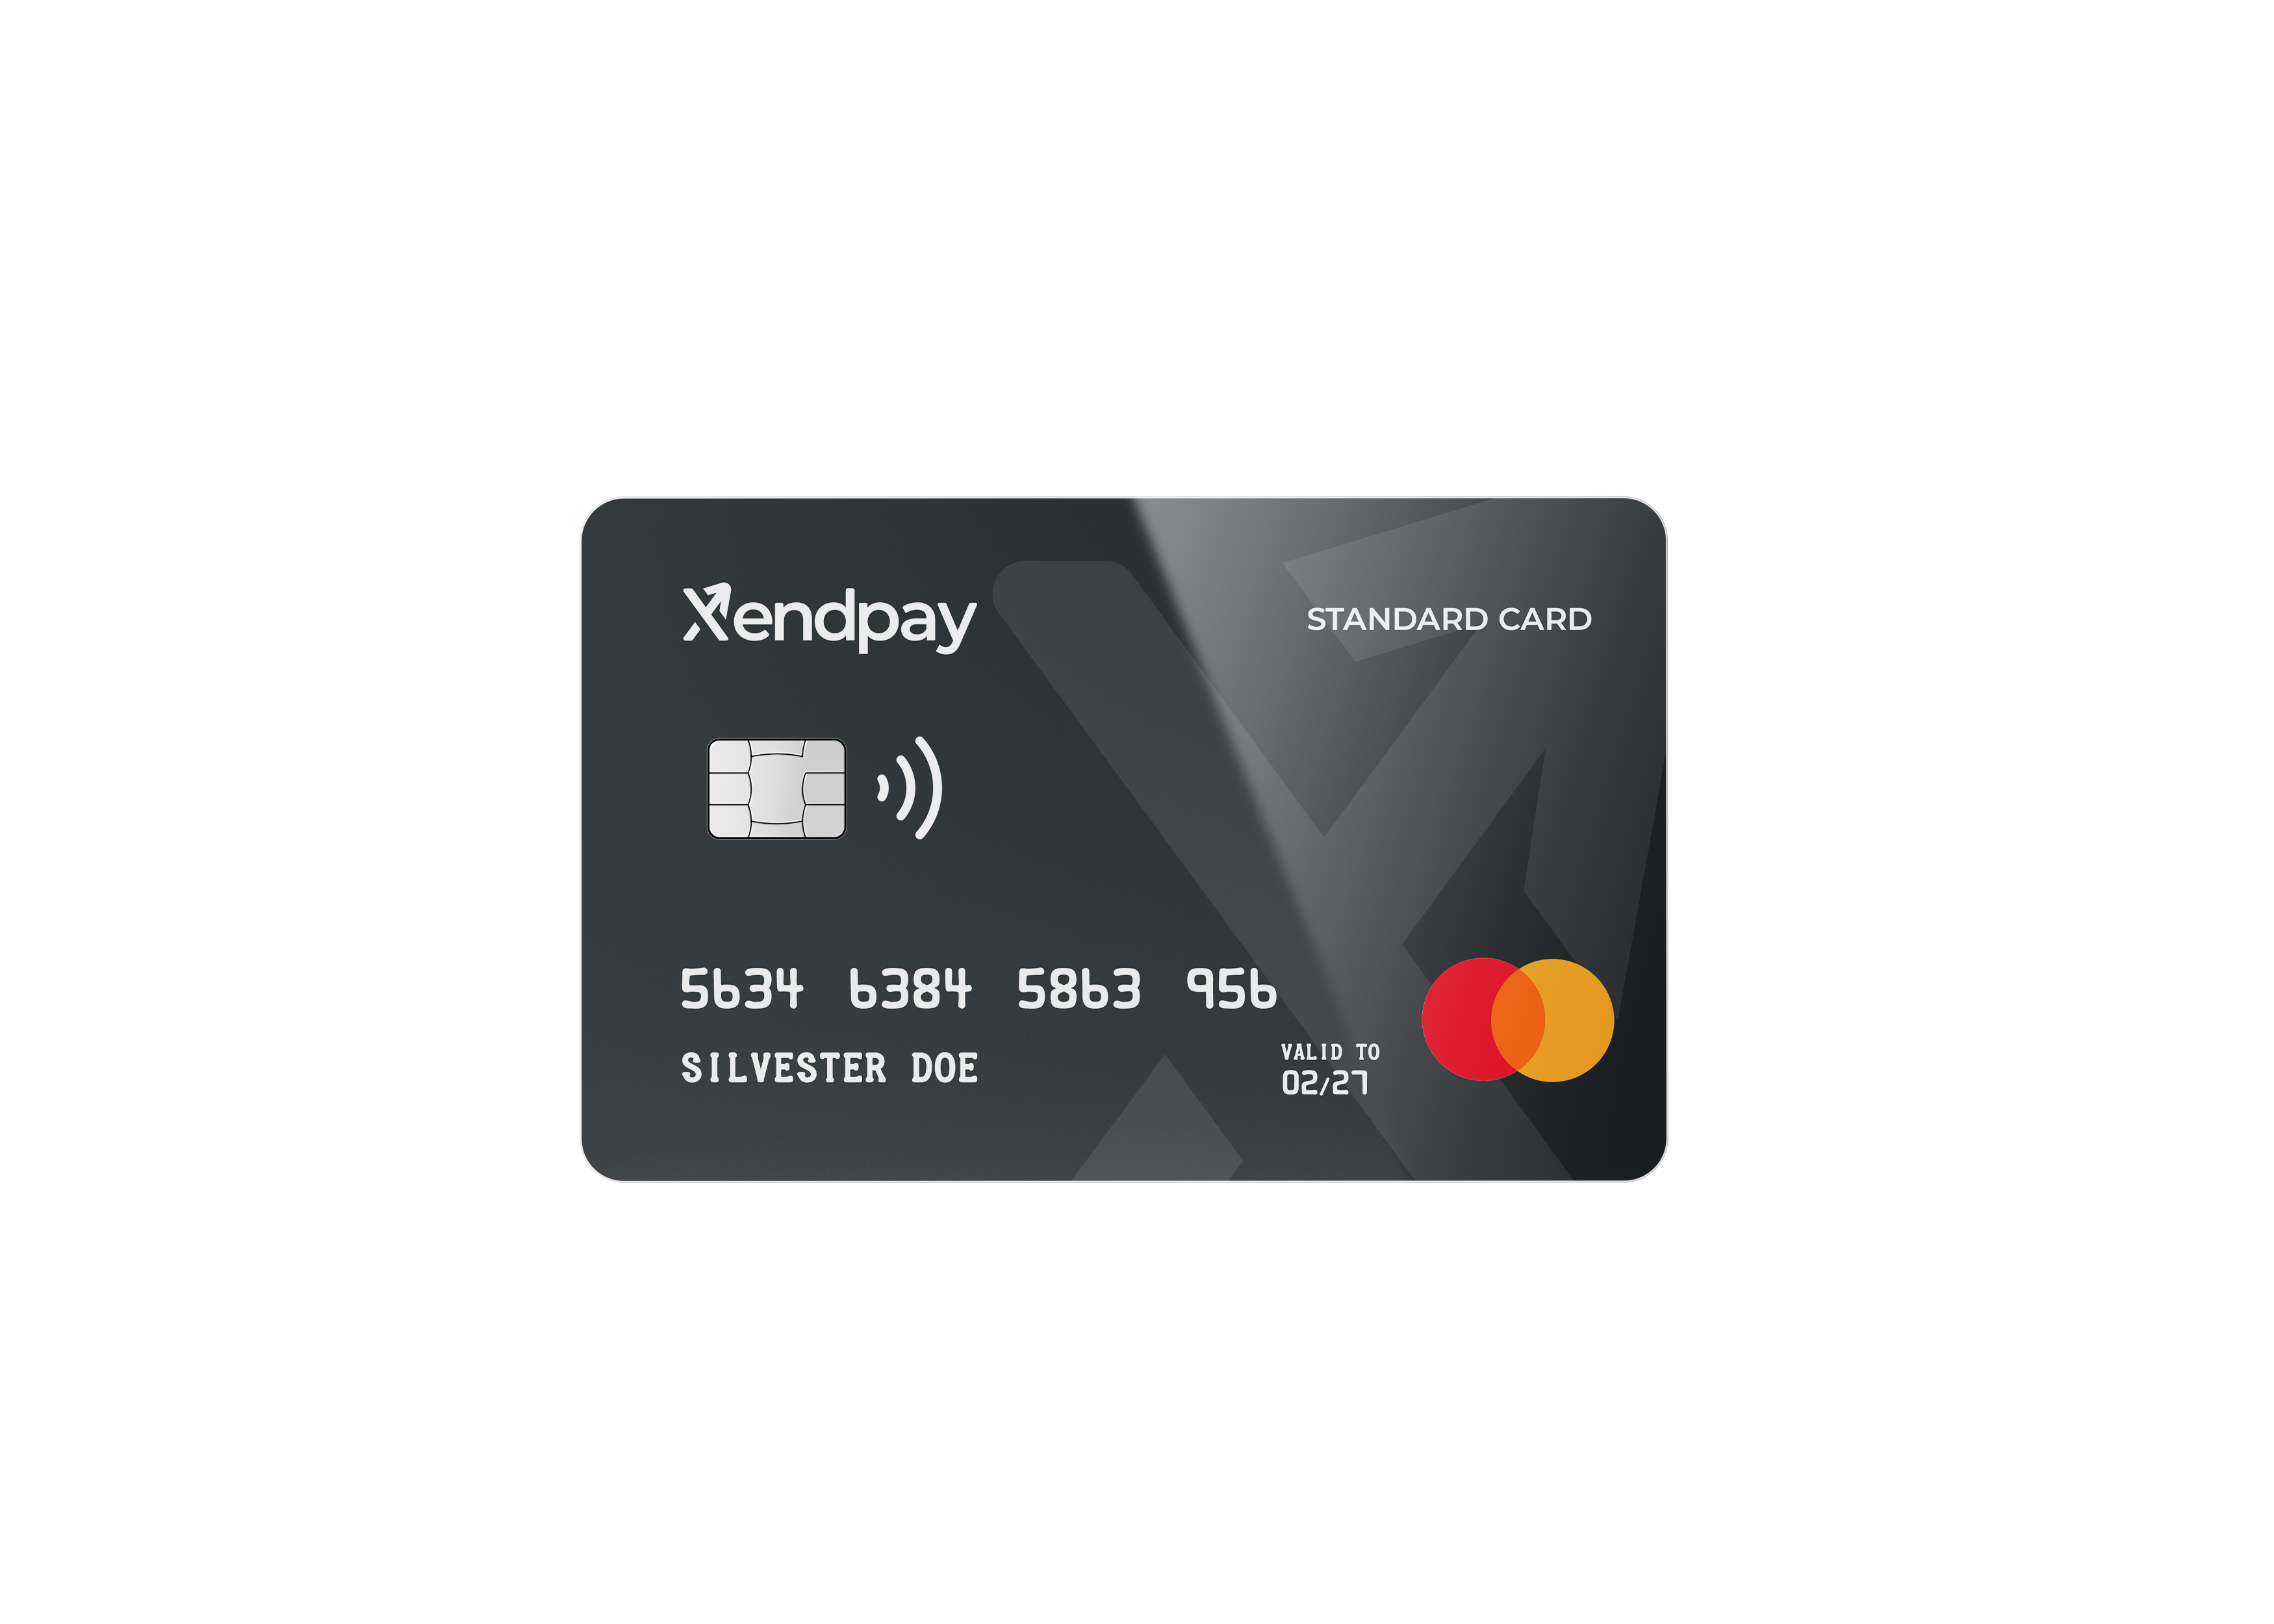 Xendpay
STANDARD CARD
5634 6384 5863 956
SILVESTER DOE
VALID TO
02/27